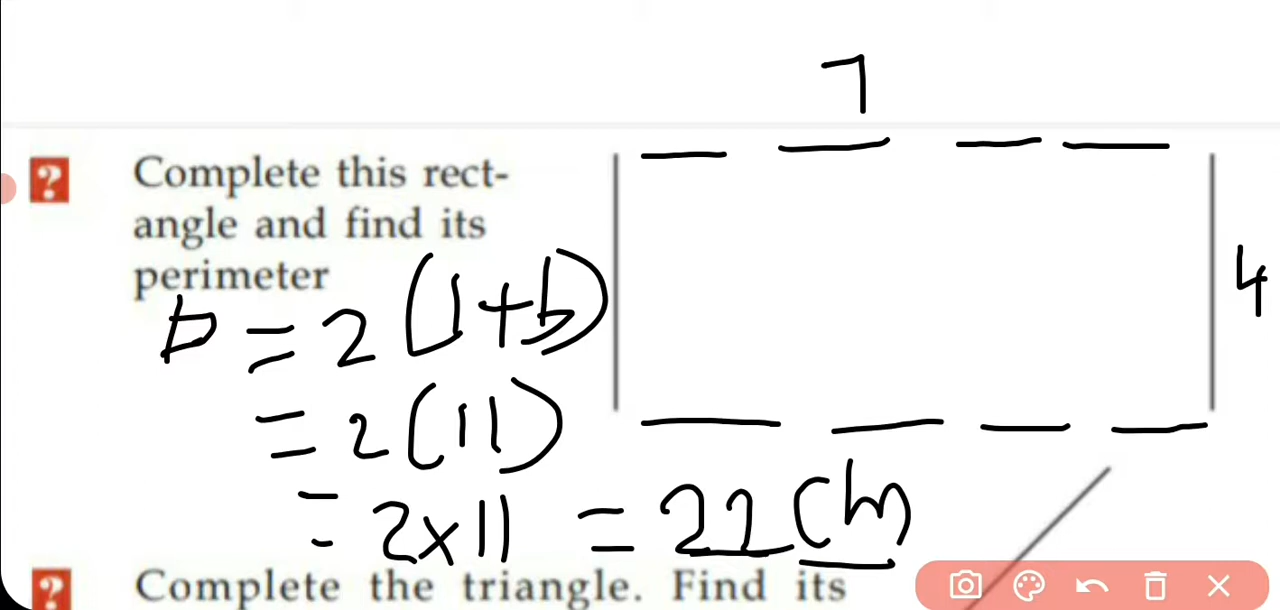 7
? Complete this rect-
angle and find its
perimeter
4
P = 2 (l+b)
= 2 (11)
= 2×11 = 22 cm
? Complete the triangle. Find its